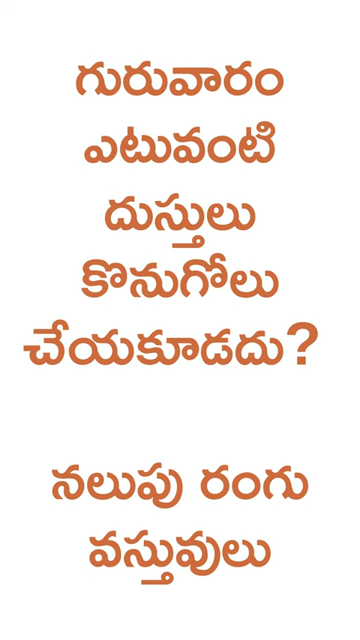 గురువారం
ఎటువంటి
దుస్తులు
కొనుగోలు
చేయకూడదు?
నలుపు రంగు
వస్తువులు